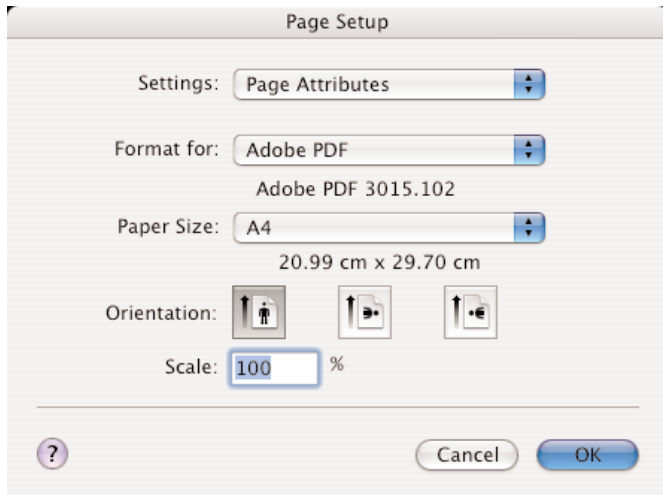 Page Setup
Settings: Page Attributes
Format for: Adobe PDF
Adobe PDF 3015.102
Paper Size: A4
20.99 cm x 29.70 cm
Orientation:
Scale: 100 %
? Cancel OK